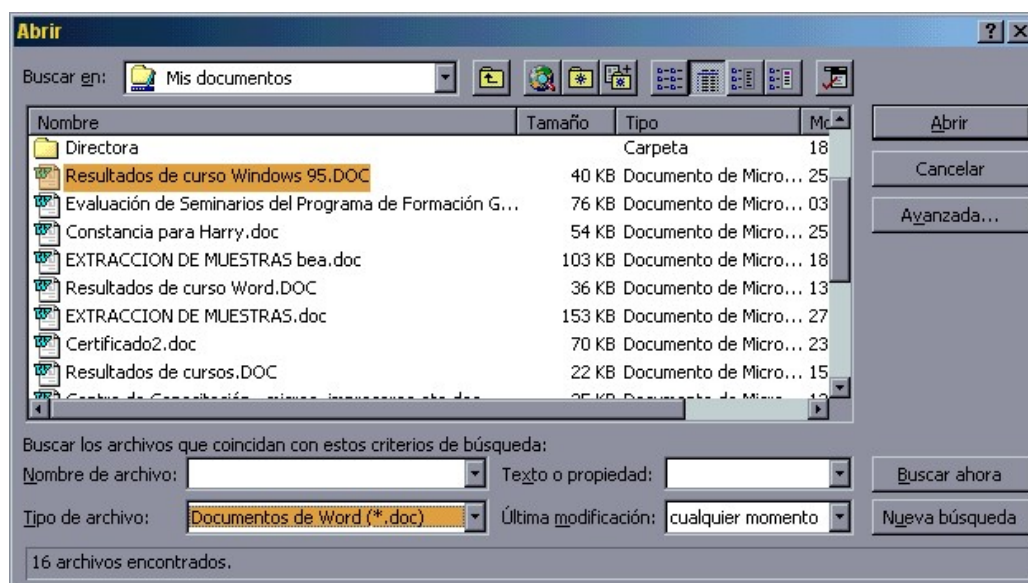 Abrir
Buscar en: Mis documentos
Nombre Tamaño Tipo
Directora Carpeta 18
Resultados de curso Windows 95.DOC 40 KB Documento de Micro... 25
Evaluación de Seminarios del Programa de Formación G... 76 KB Documento de Micro... 03
Constancia para Harry.doc 54 KB Documento de Micro... 25
EXTRACCION DE MUESTRAS bea.doc 103 KB Documento de Micro... 18
Resultados de curso Word.DOC 36 KB Documento de Micro... 13
EXTRACCION DE MUESTRAS.doc 153 KB Documento de Micro... 27
Certificado2.doc 70 KB Documento de Micro... 23
Resultados de cursos.DOC 22 KB Documento de Micro... 15
Abrir
Cancelar
Avanzada...
Buscar los archivos que coincidan con estos criterios de búsqueda:
Nombre de archivo: Texto o propiedad: Buscar ahora
Tipo de archivo: Documentos de Word (*.doc) Última modificación: cualquier momento Nueva búsqueda
16 archivos encontrados.